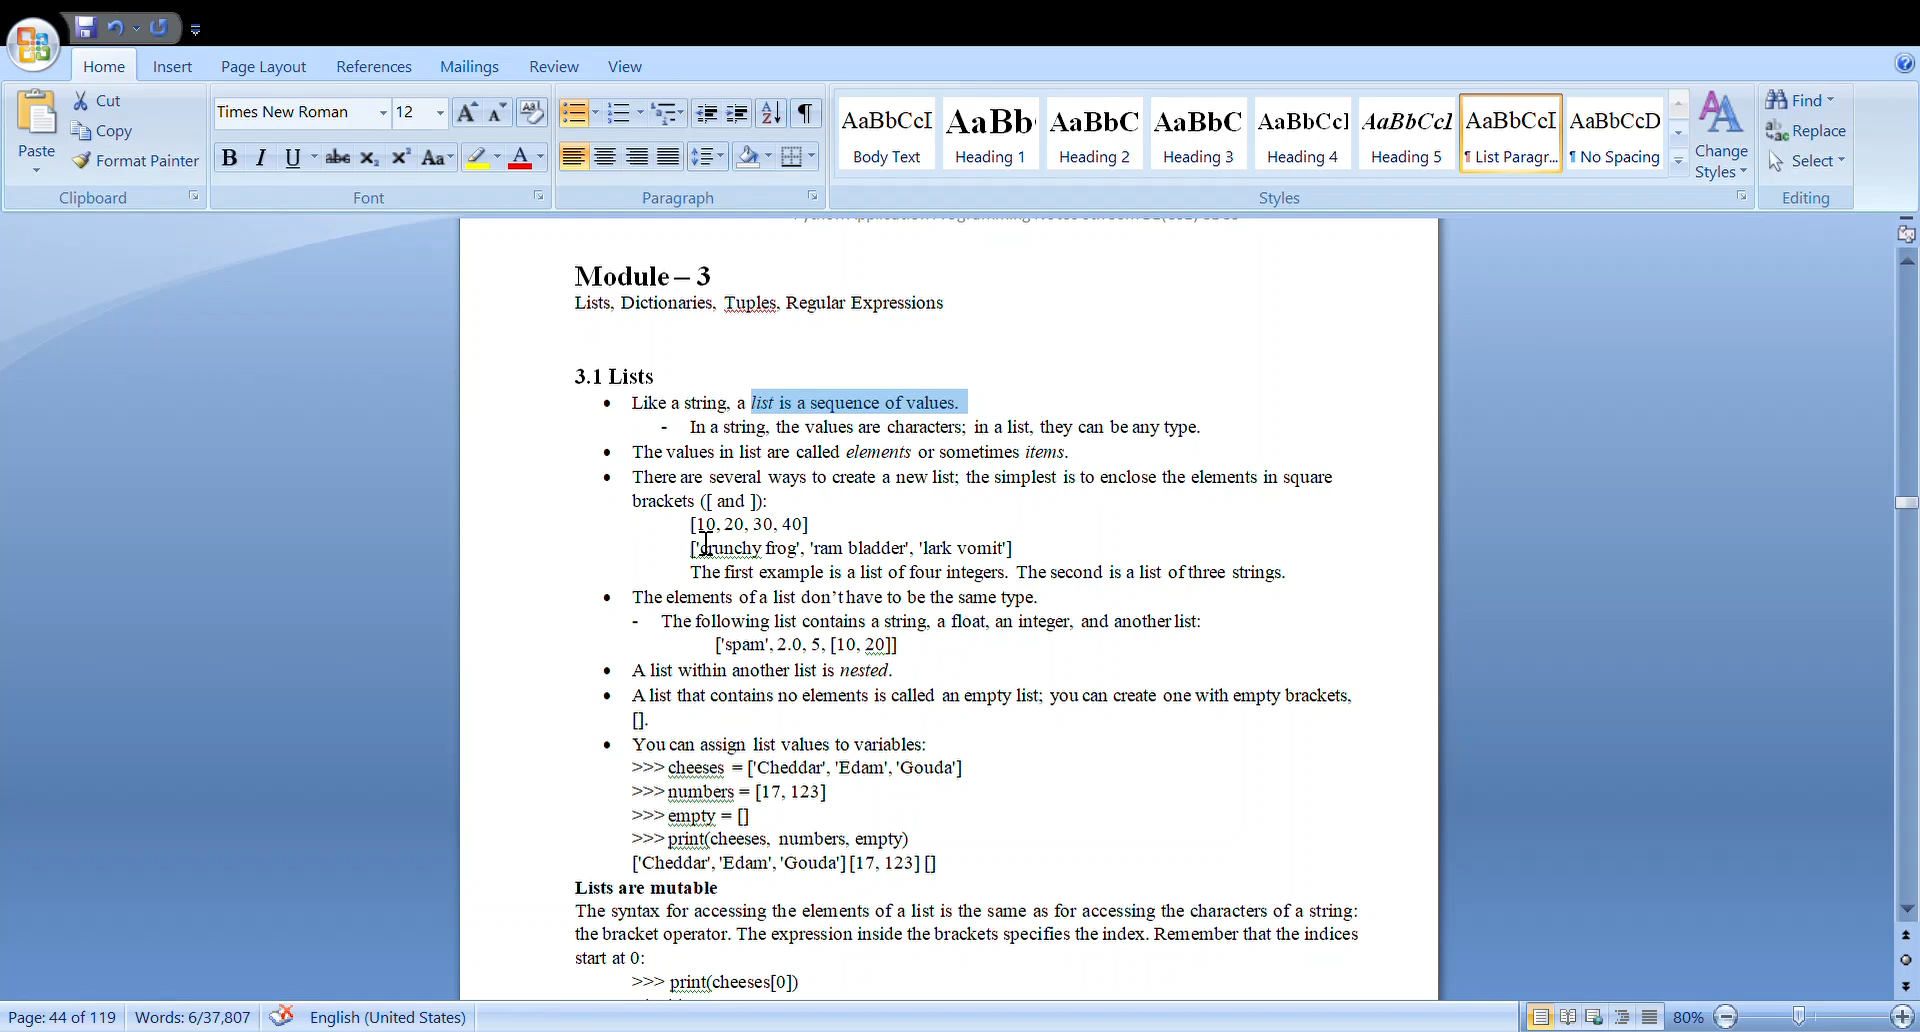 Home Insert Page Layout References Mailings Review View
Paste
Cut
Copy
Format Painter
Clipboard
Times New Roman 12
Font
Paragraph
AaBbCcI AaBb AaBbC AaBbC AaBbCcI AaBbCcI AaBbCcI AaBbCcD
Body Text Heading 1 Heading 2 Heading 3 Heading 4 Heading 5 ¶ List Paragr... ¶ No Spacing
Change Styles
Styles
Find
Replace
Select
Editing
Module – 3
Lists, Dictionaries, Tuples, Regular Expressions
3.1 Lists
• Like a string, a list is a sequence of values.
- In a string, the values are characters; in a list, they can be any type.
• The values in list are called elements or sometimes items.
• There are several ways to create a new list; the simplest is to enclose the elements in square
brackets ([ and ]):
[10, 20, 30, 40]
['crunchy frog', 'ram bladder', 'lark vomit']
The first example is a list of four integers. The second is a list of three strings.
• The elements of a list don't have to be the same type.
- The following list contains a string, a float, an integer, and another list:
['spam', 2.0, 5, [10, 20]]
• A list within another list is nested.
• A list that contains no elements is called an empty list; you can create one with empty brackets,
[].
• You can assign list values to variables:
>>> cheeses = ['Cheddar', 'Edam', 'Gouda']
>>> numbers = [17, 123]
>>> empty = []
>>> print(cheeses, numbers, empty)
['Cheddar', 'Edam', 'Gouda'] [17, 123] []
Lists are mutable
The syntax for accessing the elements of a list is the same as for accessing the characters of a string:
the bracket operator. The expression inside the brackets specifies the index. Remember that the indices
start at 0:
>>> print(cheeses[0])
Page: 44 of 119 Words: 6/37,807 English (United States) 80%